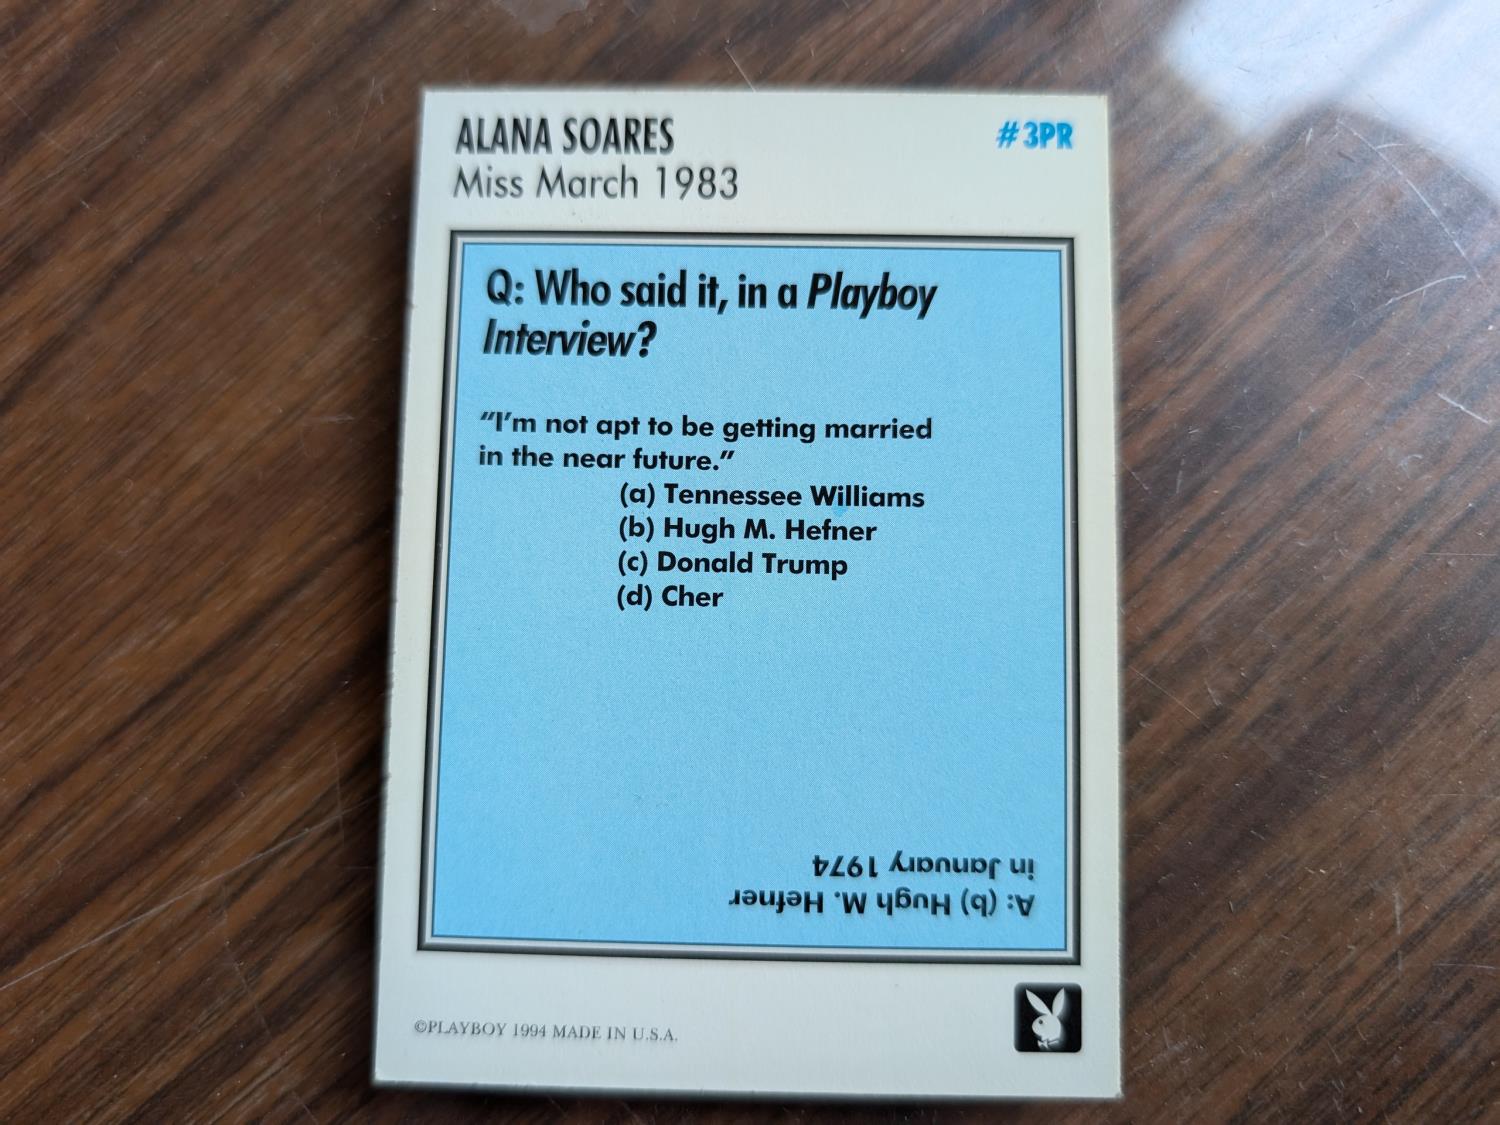 ALANA SOARES
#3PR
Miss March 1983
Q: Who said it, in a Playboy
Interview?
“I’m not apt to be getting married
in the near future.”
(a) Tennessee Williams
(b) Hugh M. Hefner
(c) Donald Trump
(d) Cher
A: (b) Hugh M. Hefner
in January 1974
©PLAYBOY 1994 MADE IN U.S.A.